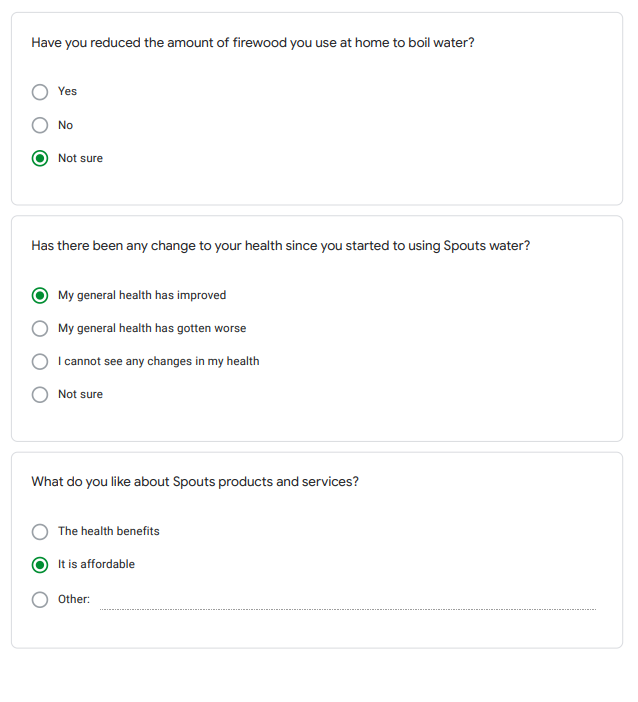 Have you reduced the amount of firewood you use at home to boil water?
Yes
No
Not sure
Has there been any change to your health since you started to using Spouts water?
My general health has improved
My general health has gotten worse
I cannot see any changes in my health
Not sure
What do you like about Spouts products and services?
The health benefits
It is affordable
Other: